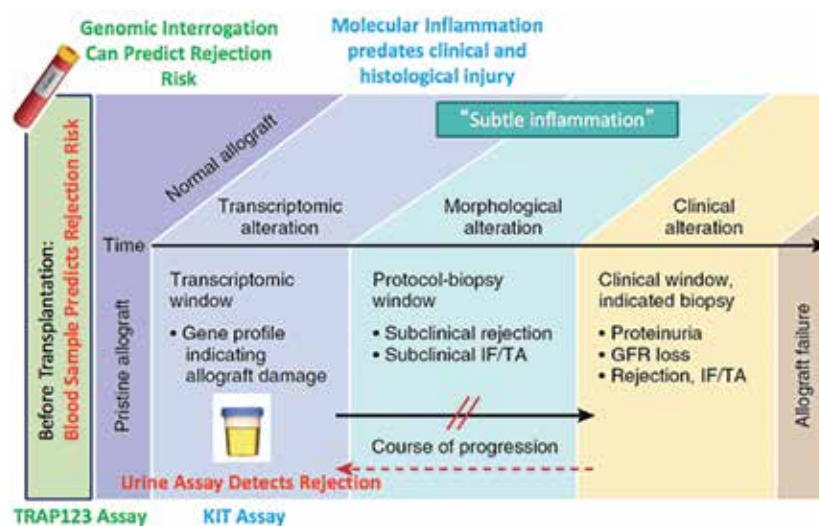 Genomic Interrogation
Can Predict Rejection
Risk
Molecular Inflammation
predates clinical and
histological injury
"Subtle inflammation"
Before Transplantation:
Blood Sample Predicts Rejection Risk
Normal allograft
Transcriptomic
alteration
Morphological
alteration
Clinical
alteration
Time
Pristine allograft
Transcriptomic
window
• Gene profile
indicating
allograft damage
Protocol-biopsy
window
• Subclinical rejection
• Subclinical IF/TA
Clinical window,
indicated biopsy
• Proteinuria
• GFR loss
• Rejection, IF/TA
Allograft failure
Course of progression
Urine Assay Detects Rejection
TRAP123 Assay
KIT Assay